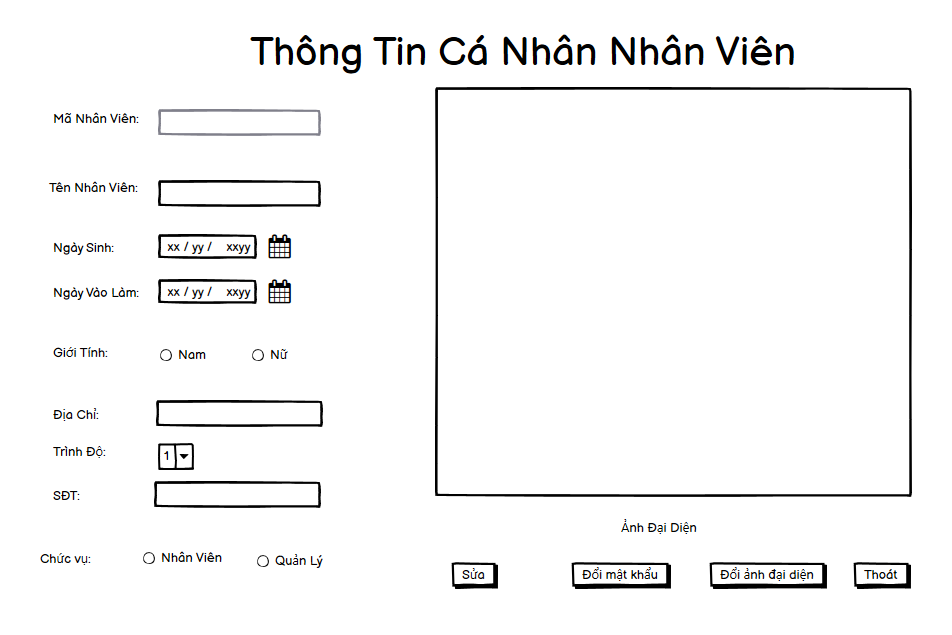 Thông Tin Cá Nhân Nhân Viên
Mã Nhân Viên:
Tên Nhân Viên:
Ngày Sinh: xx / yy / xxyy
Ngày Vào Làm: xx / yy / xxyy
Giới Tính: Nam Nữ
Địa Chỉ:
Trình Độ: 1
SĐT:
Chức vụ: Nhân Viên Quản Lý
Ảnh Đại Diện
Sửa Đổi mật khẩu Đổi ảnh đại diện Thoát